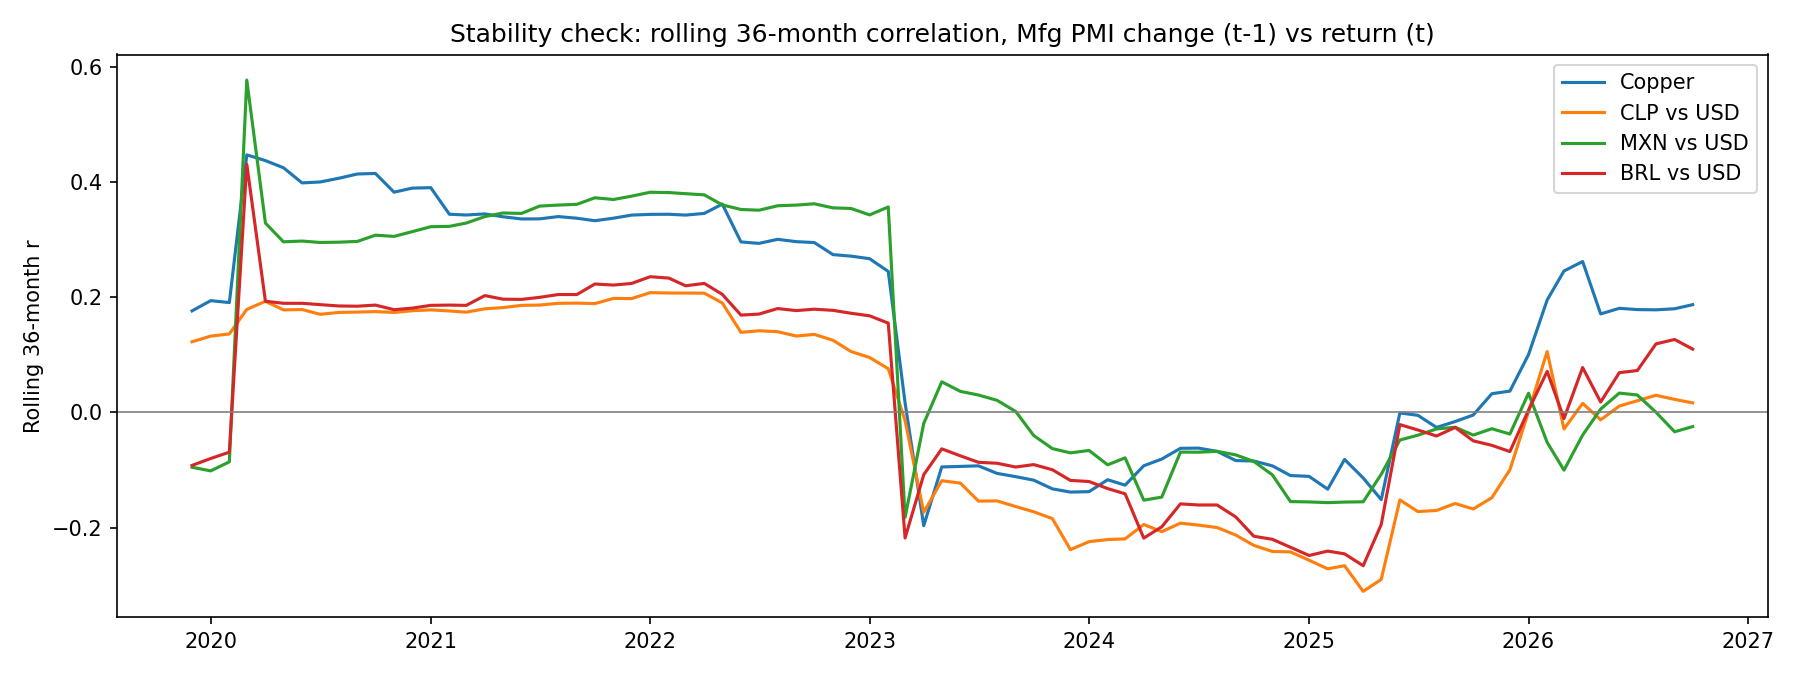 Stability check: rolling 36-month correlation, Mfg PMI change (t-1) vs return (t)
Rolling 36-month r
0.6
0.4
0.2
0.0
−0.2
2020
2021
2022
2023
2024
2025
2026
2027
Copper
CLP vs USD
MXN vs USD
BRL vs USD